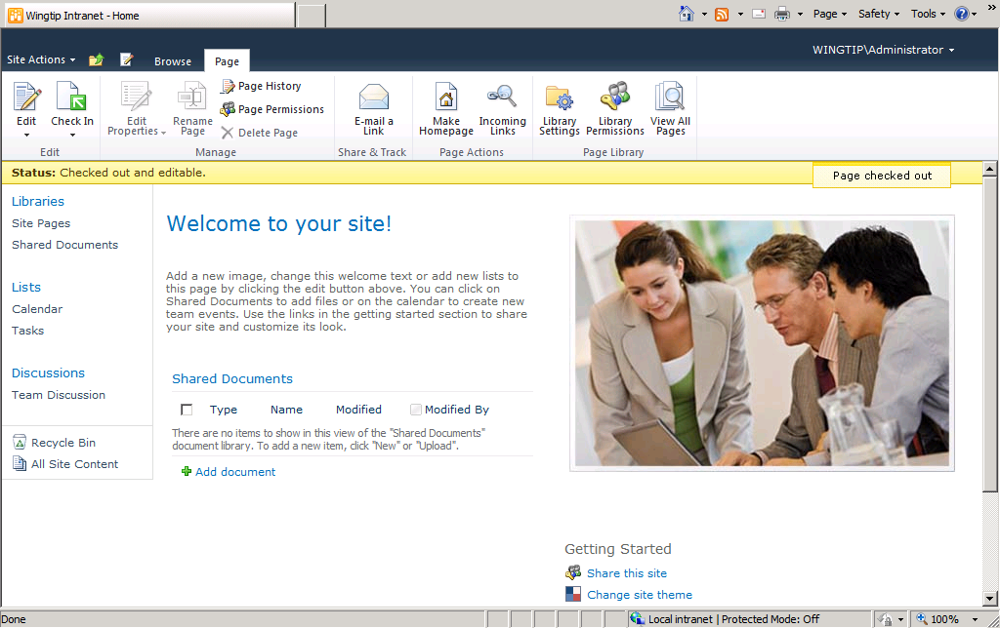 Wingtip Intranet - Home
Page
Safety
Tools
»
Site Actions
Browse
Page
WINGTIP\Administrator
Edit
Check In
Edit
Properties
Rename
Page
Page History
Page Permissions
Delete Page
E-mail a
Link
Make
Homepage
Incoming
Links
Library
Settings
Library
Permissions
View All
Pages
Edit
Manage
Share & Track
Page Actions
Page Library
Status: Checked out and editable.
Page checked out
Libraries
Site Pages
Shared Documents
Lists
Calendar
Tasks
Discussions
Team Discussion
Recycle Bin
All Site Content
Welcome to your site!
Add a new image, change this welcome text or add new lists to
this page by clicking the edit button above. You can click on
Shared Documents to add files or on the calendar to create new
team events. Use the links in the getting started section to share
your site and customize its look.
Shared Documents
Type Name Modified Modified By
There are no items to show in this view of the "Shared Documents"
document library. To add a new item, click "New" or "Upload".
Add document
Getting Started
Share this site
Change site theme
Done
Local intranet | Protected Mode: Off
100%